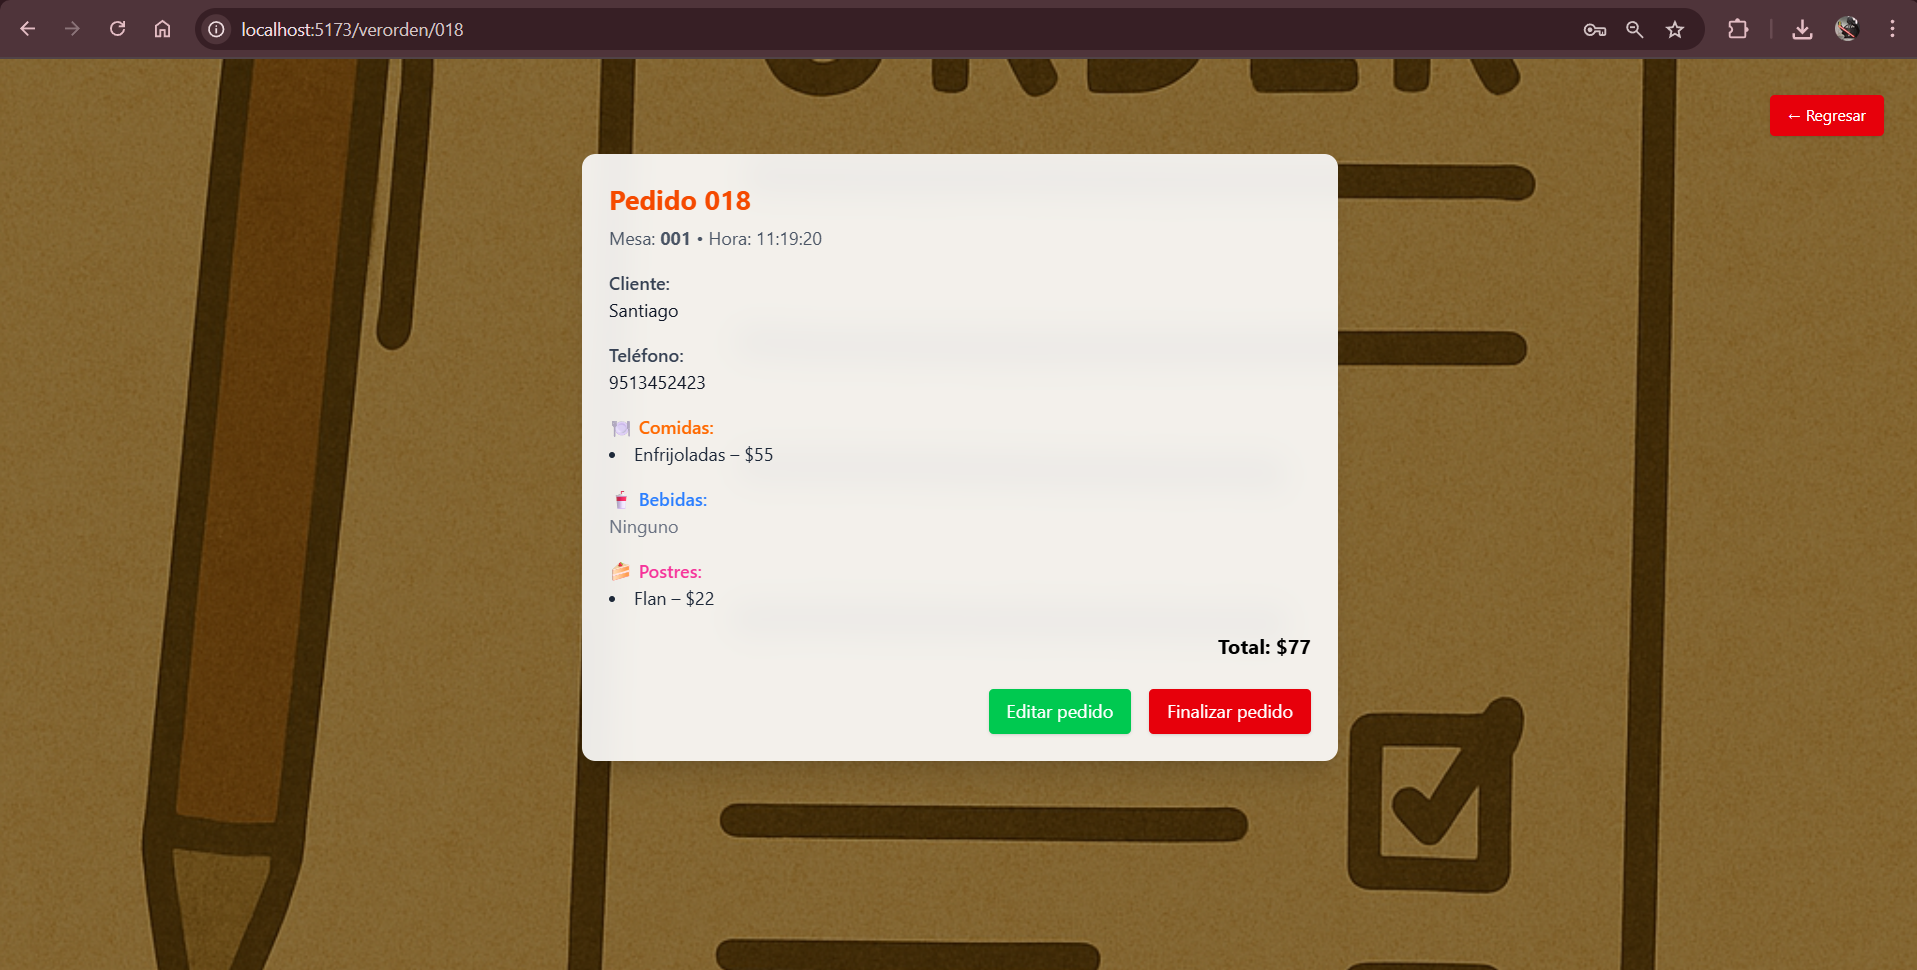 localhost:5173/verorden/018
ORDER
← Regresar
Pedido 018
Mesa: 001 • Hora: 11:19:20
Cliente:
Santiago
Teléfono:
9513452423
🍽️ Comidas:
• Enfrijoladas – $55
🥤 Bebidas:
Ninguno
🍰 Postres:
• Flan – $22
Total: $77
Editar pedido
Finalizar pedido